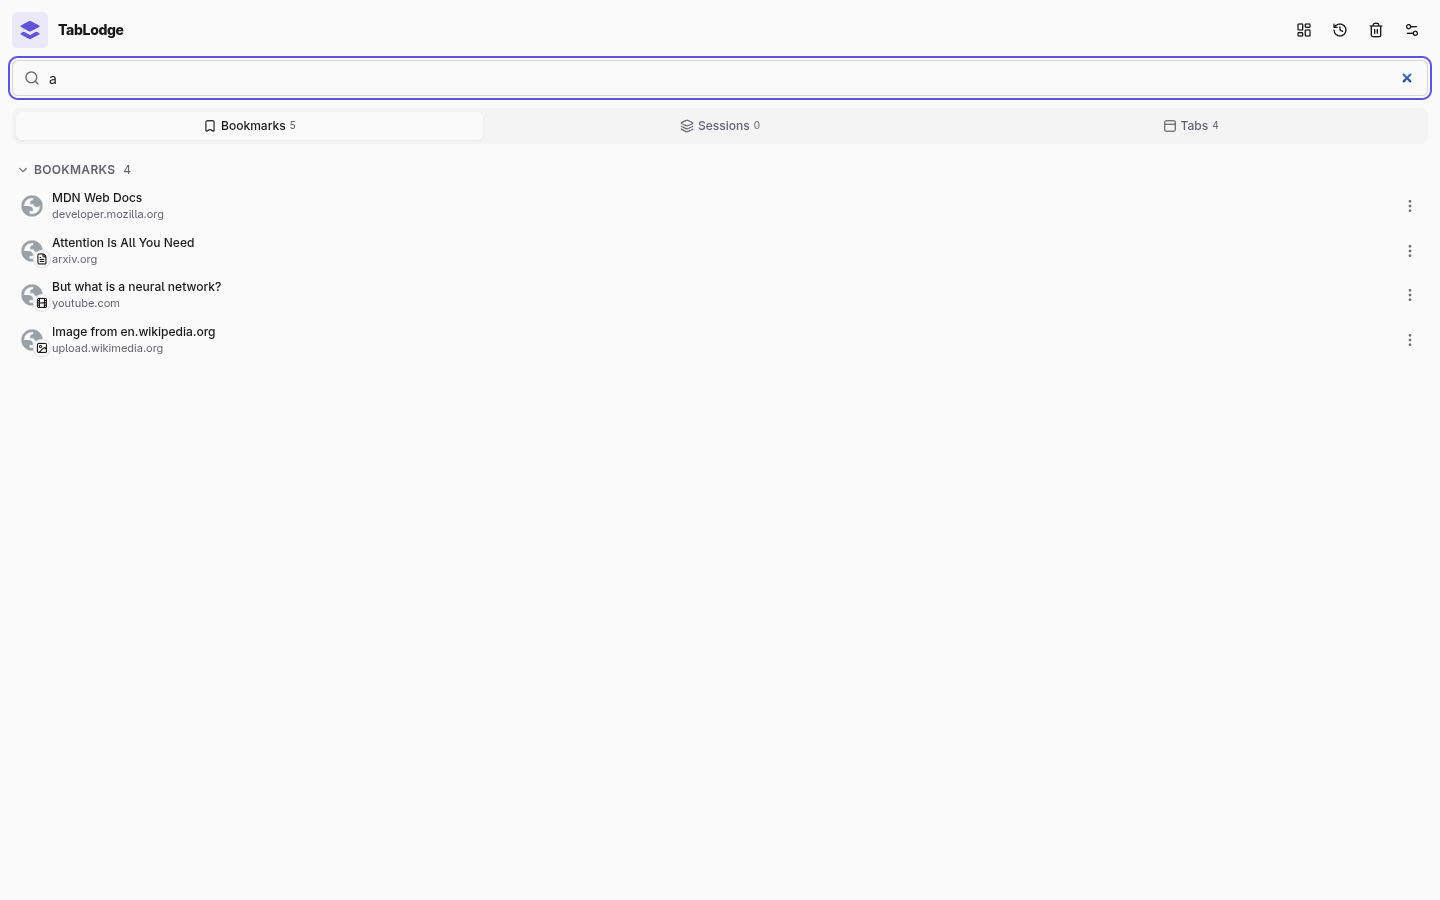 TabLodge
a
Bookmarks 5
Sessions 0
Tabs 4
BOOKMARKS 4
MDN Web Docs
developer.mozilla.org
Attention Is All You Need
arxiv.org
But what is a neural network?
youtube.com
Image from en.wikipedia.org
upload.wikimedia.org